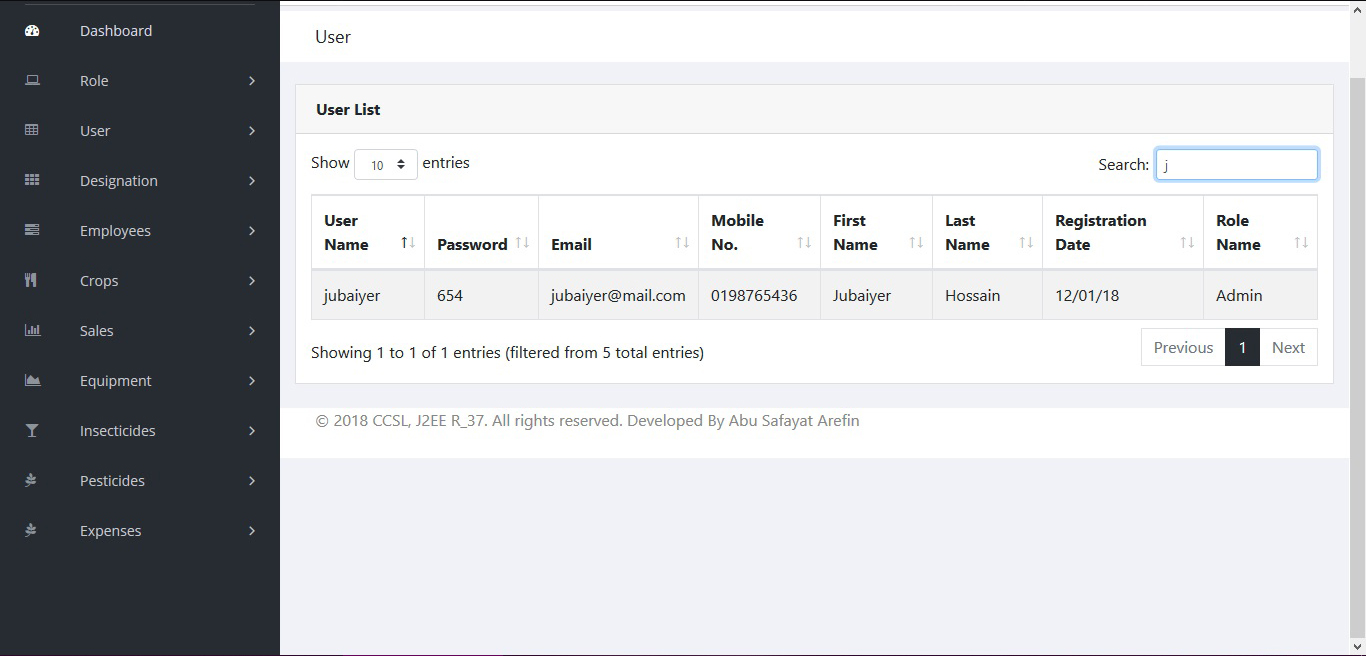 Dashboard
Role
User
Designation
Employees
Crops
Sales
Equipment
Insecticides
Pesticides
Expenses
User
User List
Show 10 entries
Search: j
User Name
Password
Email
Mobile No.
First Name
Last Name
Registration Date
Role Name
jubaiyer 654 jubaiyer@mail.com 0198765436 Jubaiyer Hossain 12/01/18 Admin
Showing 1 to 1 of 1 entries (filtered from 5 total entries)
Previous 1 Next
© 2018 CCSL, J2EE R_37. All rights reserved. Developed By Abu Safayat Arefin